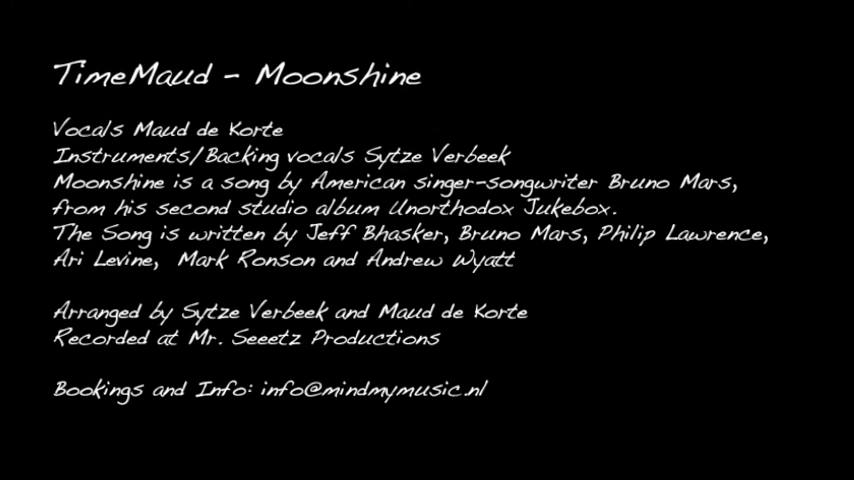 TimeMaud - Moonshine
Vocals Maud de Korte
Instruments/Backing vocals Sytze Verbeek
Moonshine is a song by American singer-songwriter Bruno Mars,
from his second studio album Unorthodox Jukebox.
The Song is written by Jeff Bhasker, Bruno Mars, Philip Lawrence,
Ari Levine, Mark Ronson and Andrew Wyatt
Arranged by Sytze Verbeek and Maud de Korte
Recorded at Mr. Seeetz Productions
Bookings and Info: info@mindmymusic.nl